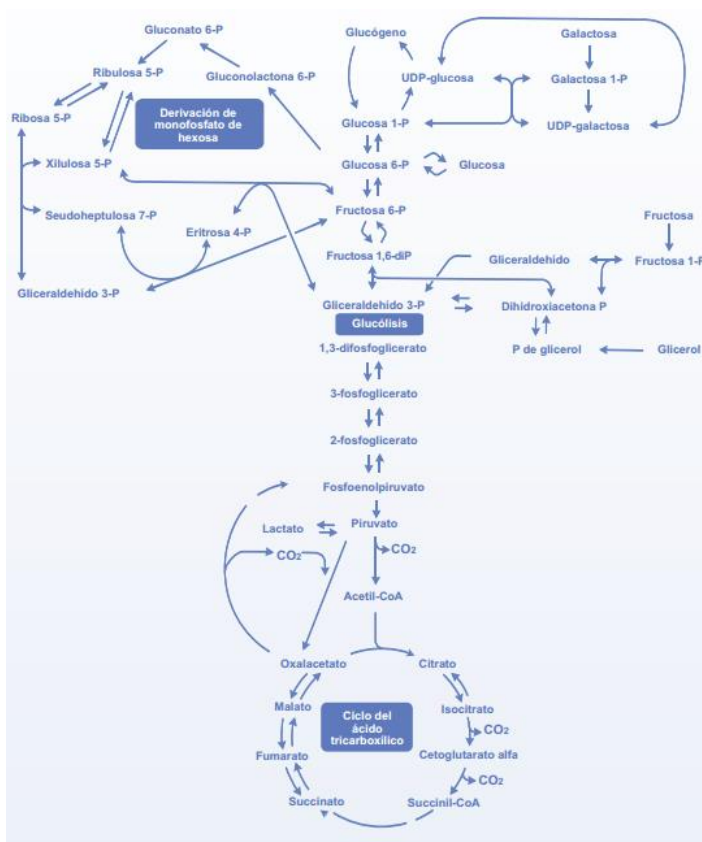 Gluconato 6-P
Glucógeno
Galactosa
Ribulosa 5-P
Gluconolactona 6-P
UDP-glucosa
Galactosa 1-P
Ribosa 5-P
Derivación de
monofosfato de
hexosa
Glucosa 1-P
UDP-galactosa
Xilulosa 5-P
Glucosa 6-P
Glucosa
Seudoheptulosa 7-P
Eritrosa 4-P
Fructosa 6-P
Fructosa
Fructosa 1,6-diP
Gliceraldehido
Fructosa 1-P
Gliceraldehido 3-P
Gliceraldehido 3-P
Dihidroxiacetona P
Glucólisis
1,3-difosfoglicerato
P de glicerol
Glicerol
3-fosfoglicerato
2-fosfoglicerato
Fosfoenolpiruvato
Lactato
Piruvato
CO2
CO2
Acetil-CoA
Oxalacetato
Citrato
Malato
Ciclo del
ácido
tricarboxílico
Isocitrato
CO2
Fumarato
Cetoglutarato alfa
CO2
Succinato
Succinil-CoA